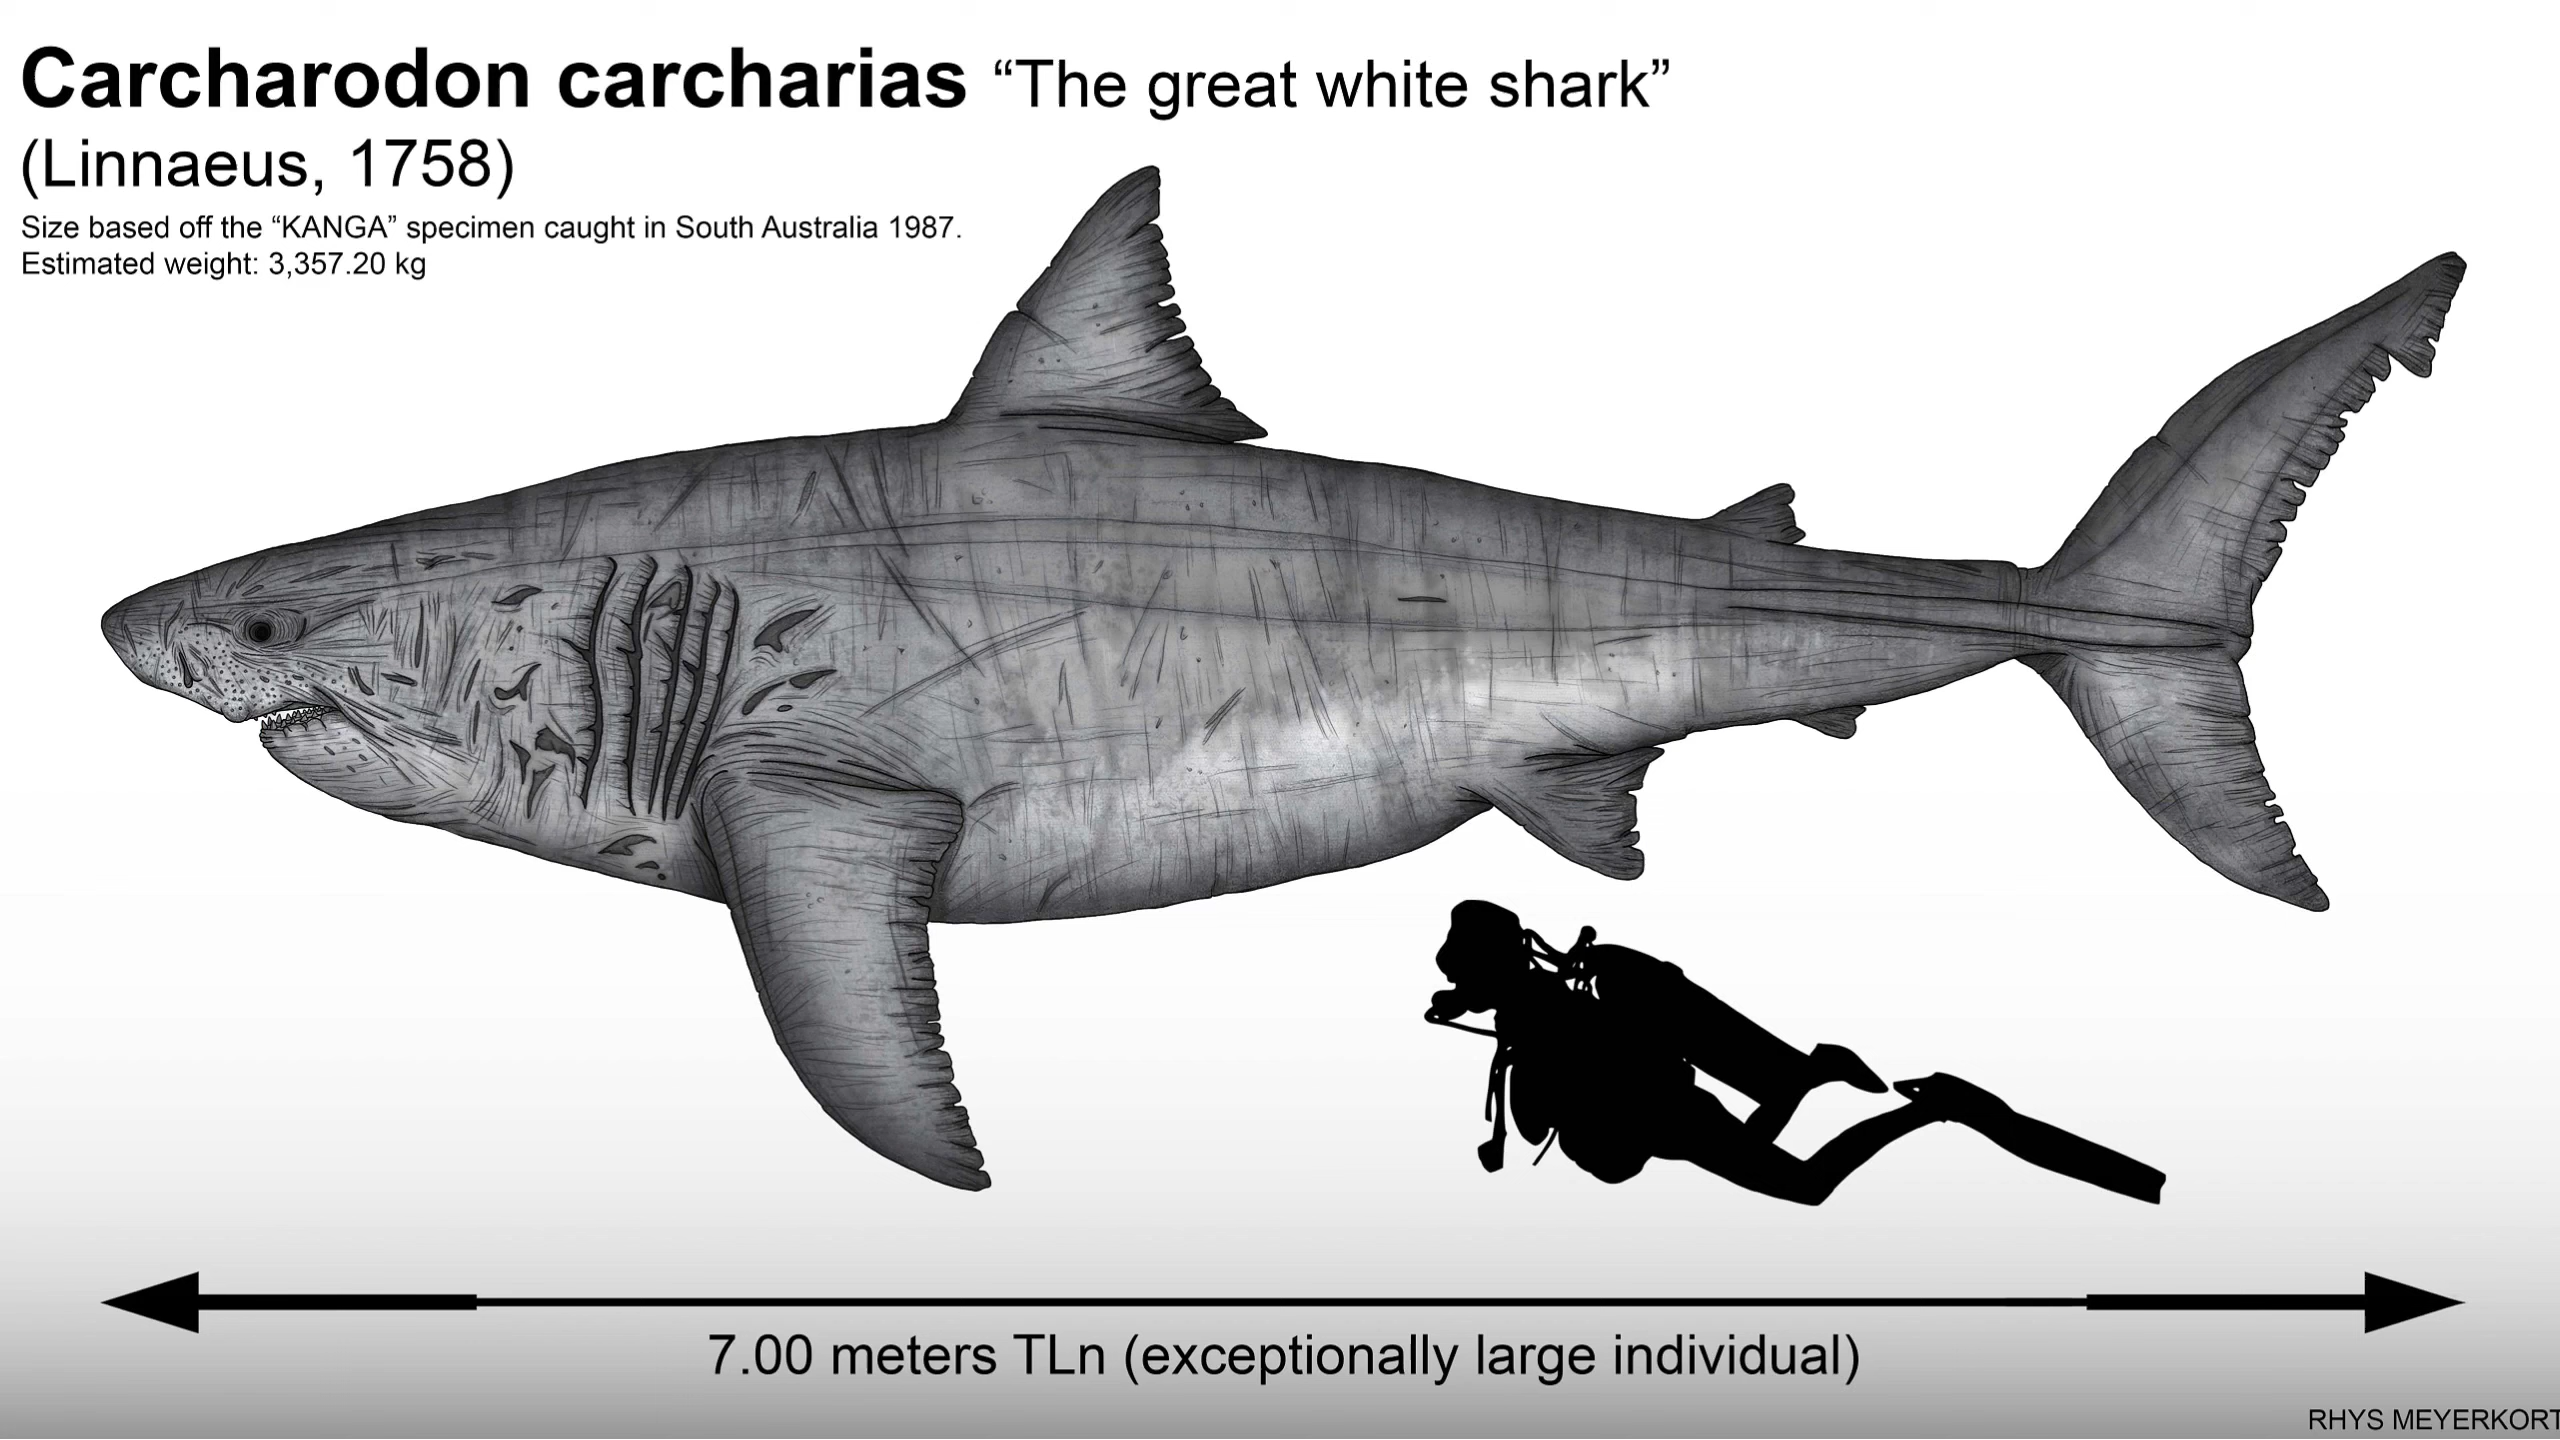 Carcharodon carcharias “The great white shark”
(Linnaeus, 1758)
Size based off the “KANGA” specimen caught in South Australia 1987.
Estimated weight: 3,357.20 kg
7.00 meters TLn (exceptionally large individual)
RHYS MEYERKORT